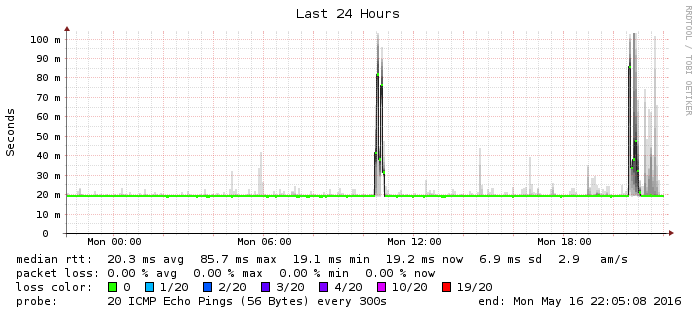 Last 24 Hours
RRDTOOL / TOBI OETIKER
Seconds
100 m
90 m
80 m
70 m
60 m
50 m
40 m
30 m
20 m
10 m
0
Mon 00:00 Mon 06:00 Mon 12:00 Mon 18:00
median rtt: 20.3 ms avg 85.7 ms max 19.1 ms min 19.2 ms now 6.9 ms sd 2.9 am/s
packet loss: 0.00 % avg 0.00 % max 0.00 % min 0.00 % now
loss color: 0 1/20 2/20 3/20 4/20 10/20 19/20
probe: 20 ICMP Echo Pings (56 Bytes) every 300s end: Mon May 16 22:05:08 2016